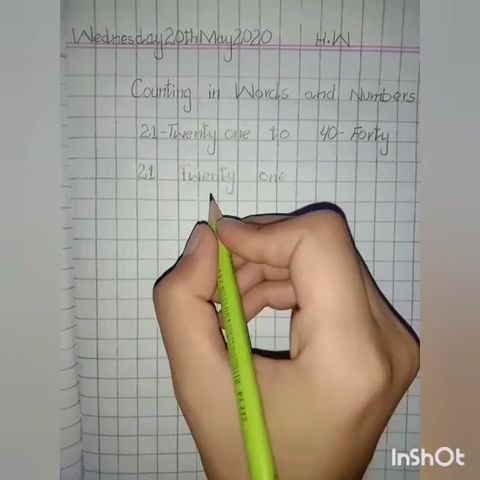 Wednesday 20th May 2020 H.W
Counting in Words and Numbers
21-Twenty one to 40-Forty
21 Twenty one
InShOt